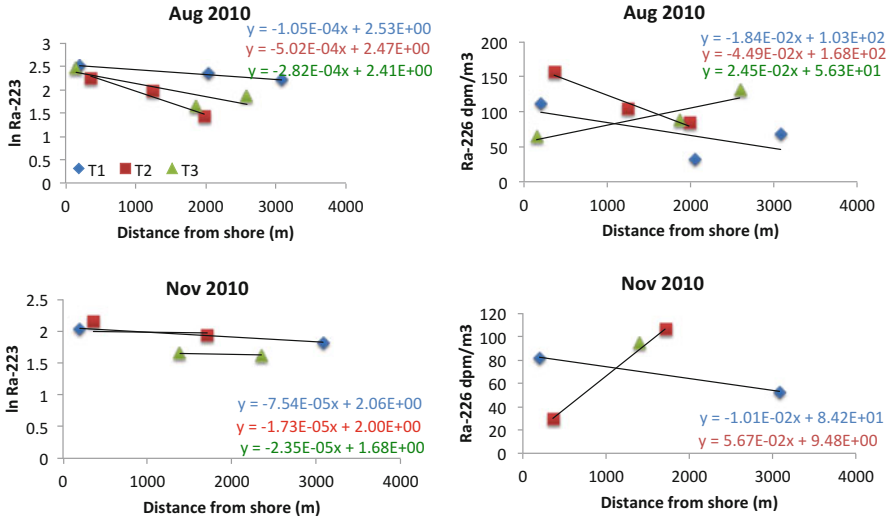 Aug 2010
y = -1.05E-04x + 2.53E+00
y = -5.02E-04x + 2.47E+00
y = -2.82E-04x + 2.41E+00
ln Ra-223
3
2.5
2
1.5
1
0.5
0
T1 T2 T3
0 1000 2000 3000 4000
Distance from shore (m)
Aug 2010
y = -1.84E-02x + 1.03E+02
y = -4.49E-02x + 1.68E+02
y = 2.45E-02x + 5.63E+01
Ra-226 dpm/m3
200
150
100
50
0
0 1000 2000 3000 4000
Distance from shore (m)
Nov 2010
ln Ra-223
2.5
2
1.5
1
0.5
0
y = -7.54E-05x + 2.06E+00
y = -1.73E-05x + 2.00E+00
y = -2.35E-05x + 1.68E+00
0 1000 2000 3000 4000
Distance from shore (m)
Nov 2010
Ra-226 dpm/m3
120
100
80
60
40
20
0
y = -1.01E-02x + 8.42E+01
y = 5.67E-02x + 9.48E+00
0 1000 2000 3000 4000
Distance from shore (m)